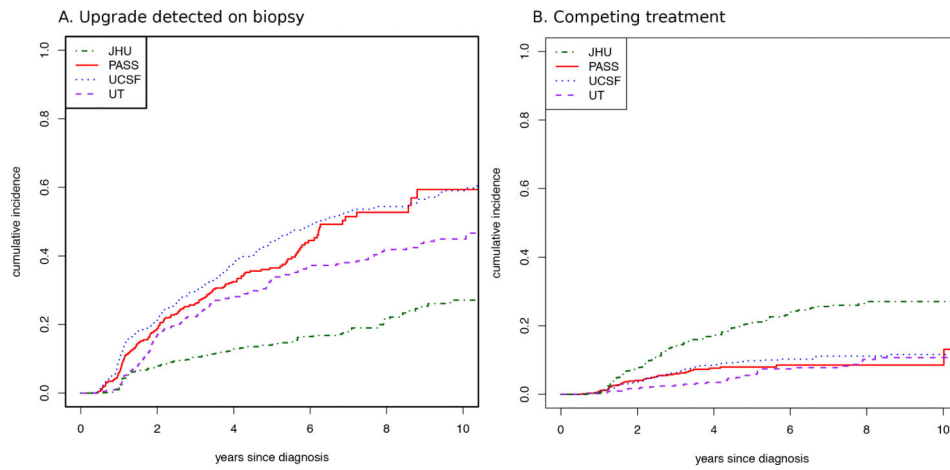 A. Upgrade detected on biopsy
JHU
PASS
UCSF
UT
1.0
0.8
0.6
0.4
0.2
0.0
cumulative incidence
0 2 4 6 8 10
years since diagnosis
B. Competing treatment
JHU
PASS
UCSF
UT
1.0
0.8
0.6
0.4
0.2
0.0
cumulative incidence
0 2 4 6 8 10
years since diagnosis